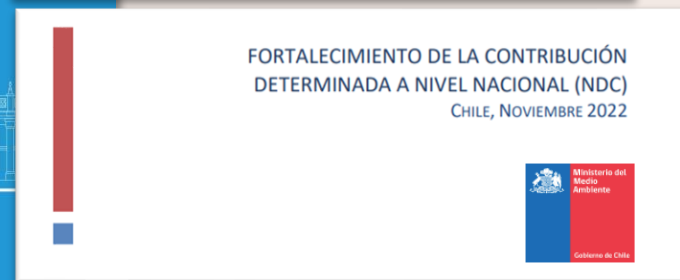 FORTALECIMIENTO DE LA CONTRIBUCIÓN
DETERMINADA A NIVEL NACIONAL (NDC)
CHILE, NOVIEMBRE 2022
Ministerio del
Medio
Ambiente
Gobierno de Chile